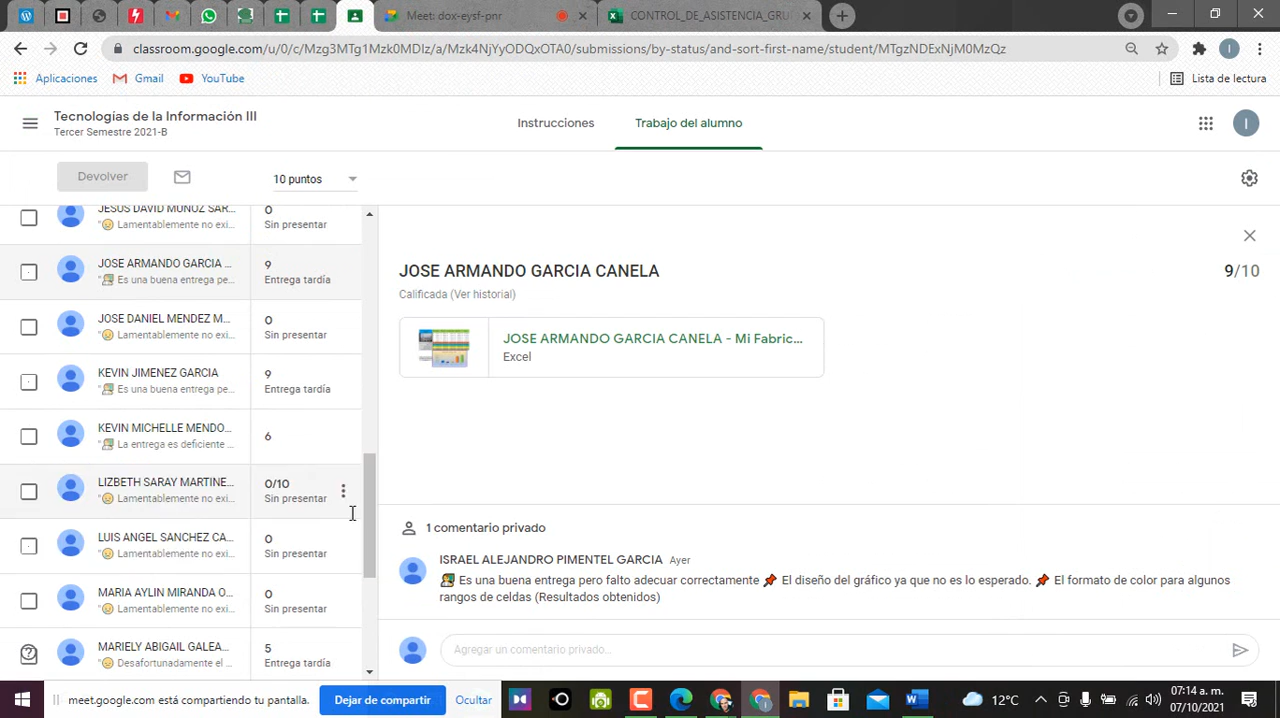 Meet: dox-eysf-pnr
CONTROL_DE_ASISTENCIA_GRU
classroom.google.com/u/0/c/Mzg3MTg1Mzk0MDIz/a/Mzk4NjYyODQxOTA0/submissions/by-status/and-sort-first-name/student/MTgzNDExNjM0MzQz
Aplicaciones
Gmail
YouTube
Lista de lectura
Tecnologías de la Información III
Tercer Semestre 2021-B
Instrucciones
Trabajo del alumno
I
Devolver
10 puntos
JESUS DAVID MUÑOZ SAR...
0
"😔 Lamentablemente no exi...
Sin presentar
JOSE ARMANDO GARCIA ...
9
"👨‍🏫 Es una buena entrega pe...
Entrega tardía
JOSE DANIEL MENDEZ M...
0
"😔 Lamentablemente no exi...
Sin presentar
KEVIN JIMENEZ GARCIA
9
"👨‍🏫 Es una buena entrega pe...
Entrega tardía
KEVIN MICHELLE MENDO...
6
"👨‍🏫 La entrega es deficiente ...
LIZBETH SARAY MARTINE...
0/10
"😔 Lamentablemente no exi...
Sin presentar
LUIS ANGEL SANCHEZ CA...
0
"😔 Lamentablemente no exi...
Sin presentar
MARIA AYLIN MIRANDA O...
0
"😔 Lamentablemente no exi...
Sin presentar
MARIELY ABIGAIL GALEA...
5
"😔 Desafortunadamente el ...
Entrega tardía
JOSE ARMANDO GARCIA CANELA
9/10
Calificada (Ver historial)
JOSE ARMANDO GARCIA CANELA - Mi Fabric...
Excel
1 comentario privado
ISRAEL ALEJANDRO PIMENTEL GARCIA Ayer
👨‍🏫 Es una buena entrega pero falto adecuar correctamente 📌 El diseño del gráfico ya que no es lo esperado. 📌 El formato de color para algunos
rangos de celdas (Resultados obtenidos)
Agregar un comentario privado...
meet.google.com está compartiendo tu pantalla.
Dejar de compartir
Ocultar
12°C
07:14 a. m.
07/10/2021